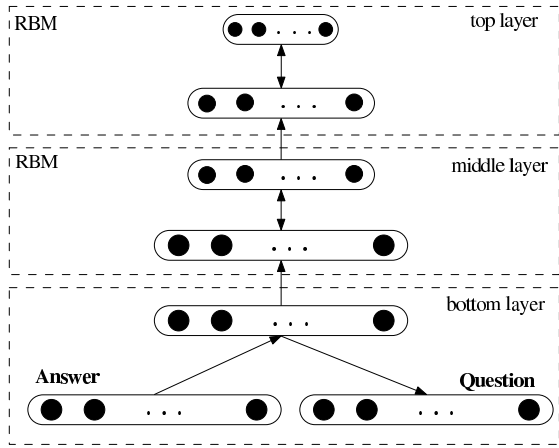 RBM top layer
. . .
. . .
RBM middle layer
. . .
. . .
bottom layer
. . .
Answer Question
. . . . . .